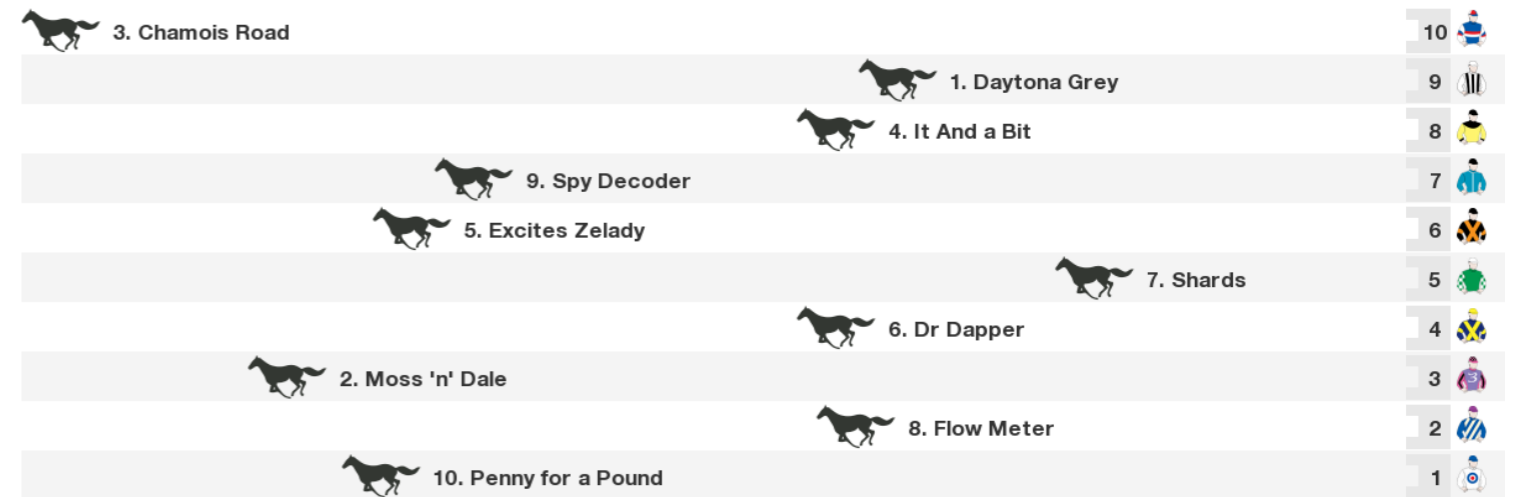 3. Chamois Road 10
1. Daytona Grey 9
4. It And a Bit 8
9. Spy Decoder 7
5. Excites Zelady 6
7. Shards 5
6. Dr Dapper 4
2. Moss 'n' Dale 3
8. Flow Meter 2
10. Penny for a Pound 1